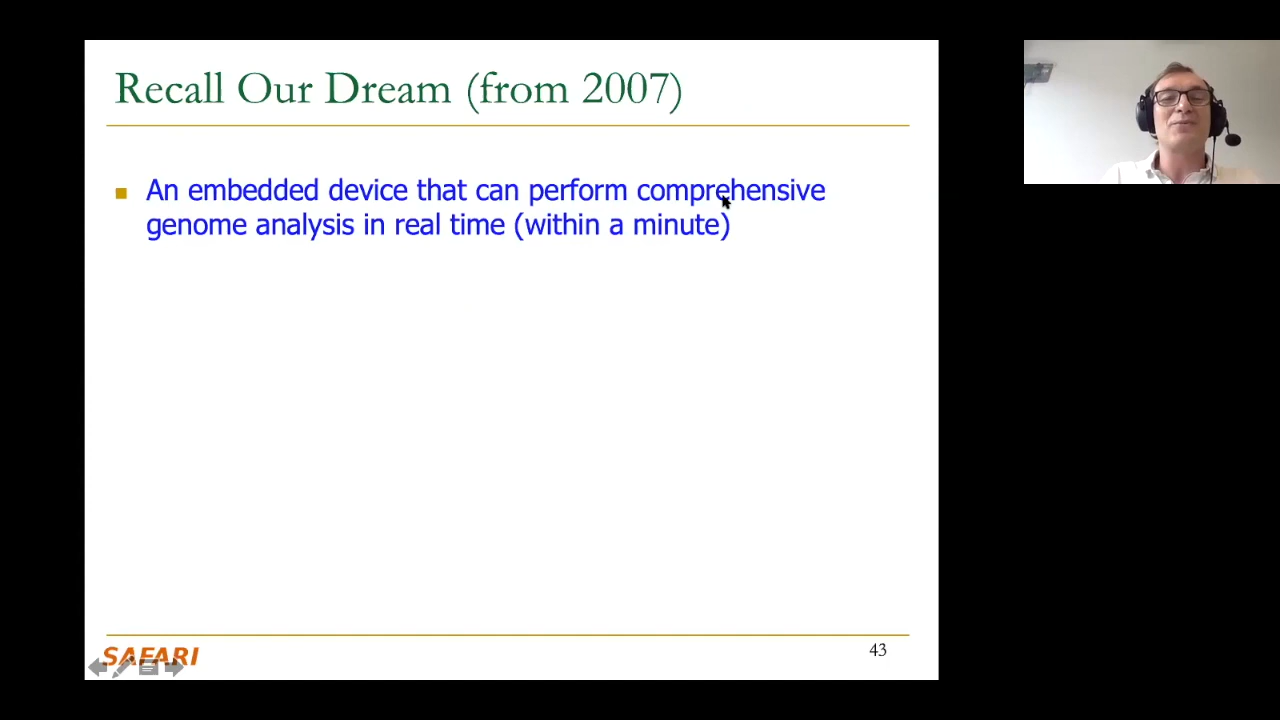 Recall Our Dream (from 2007)
An embedded device that can perform comprehensive
genome analysis in real time (within a minute)
SAFARI
43